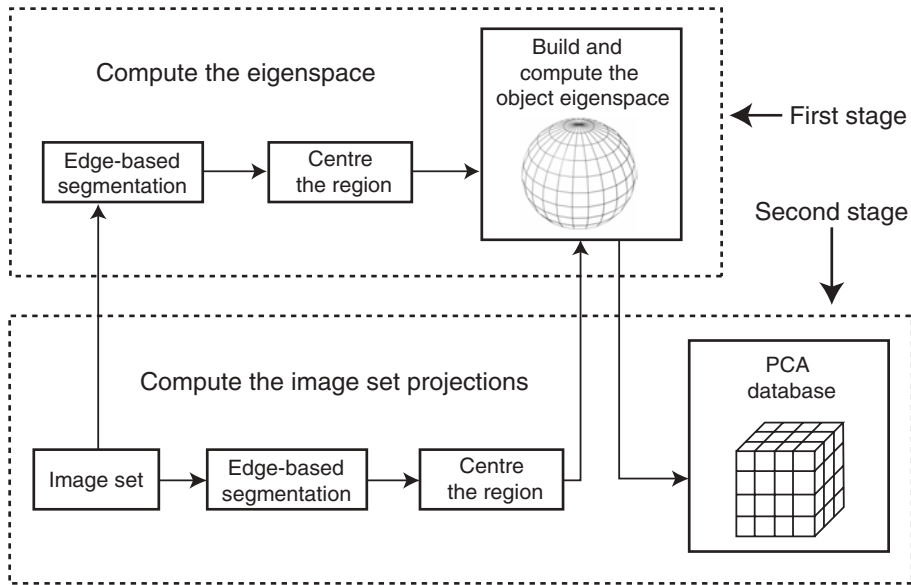 Compute the eigenspace
Build and
compute the
object eigenspace
First stage
Edge-based
segmentation
Centre
the region
Second stage
Compute the image set projections
PCA
database
Image set
Edge-based
segmentation
Centre
the region